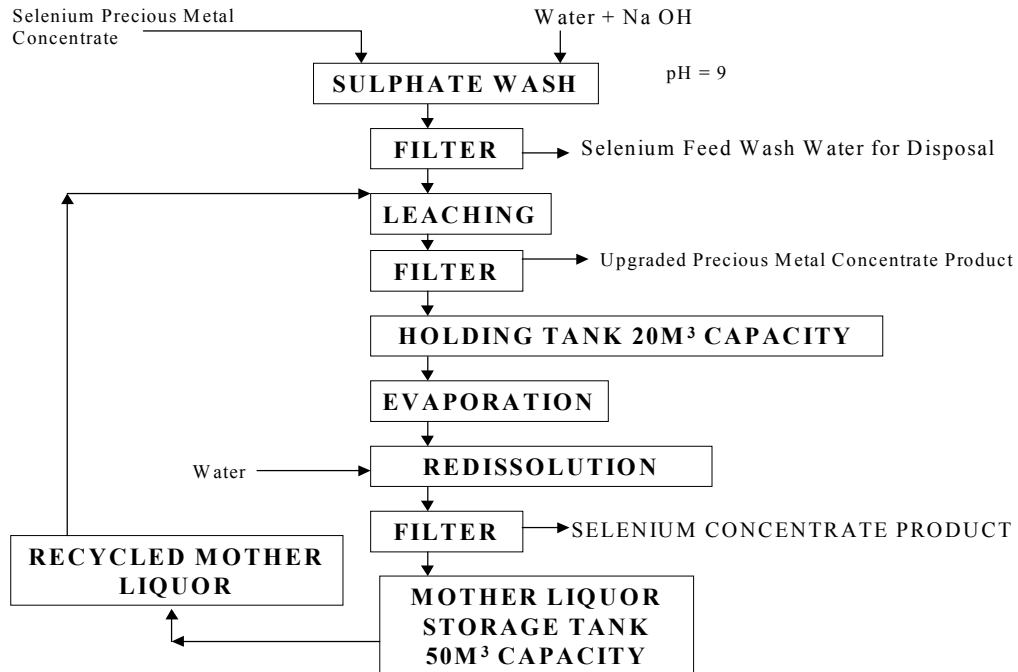 Selenium Precious Metal
Concentrate
Water + Na OH
pH = 9
SULPHATE WASH
FILTER
Selenium Feed Wash Water for Disposal
LEACHING
FILTER
Upgraded Precious Metal Concentrate Product
HOLDING TANK 20M³ CAPACITY
EVAPORATION
Water
REDISSOLUTION
FILTER
SELENIUM CONCENTRATE PRODUCT
RECYCLED MOTHER
LIQUOR
MOTHER LIQUOR
STORAGE TANK
50M³ CAPACITY